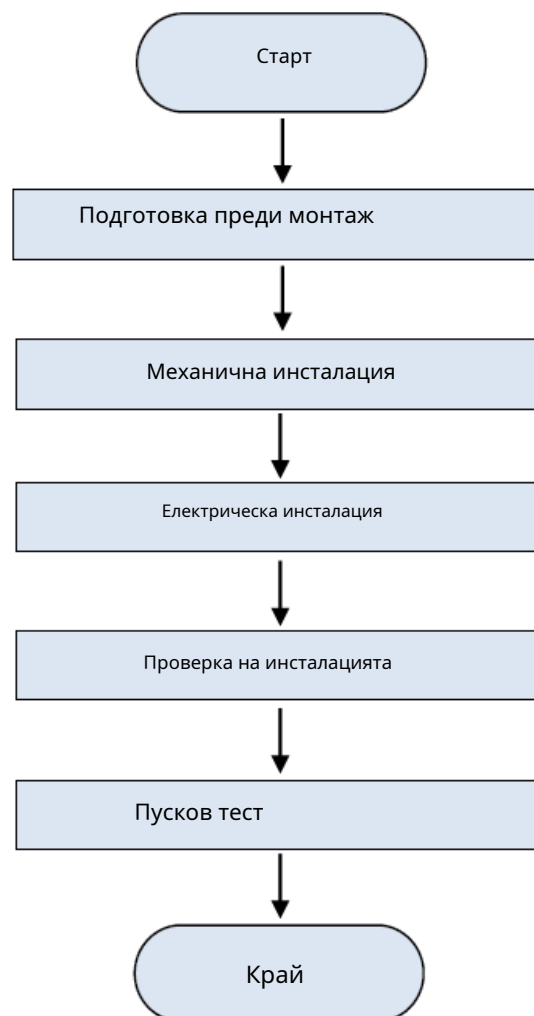 Старт
Подготовка преди монтаж
Механична инсталация
Електрическа инсталация
Проверка на инсталацията
Пусков тест
Край